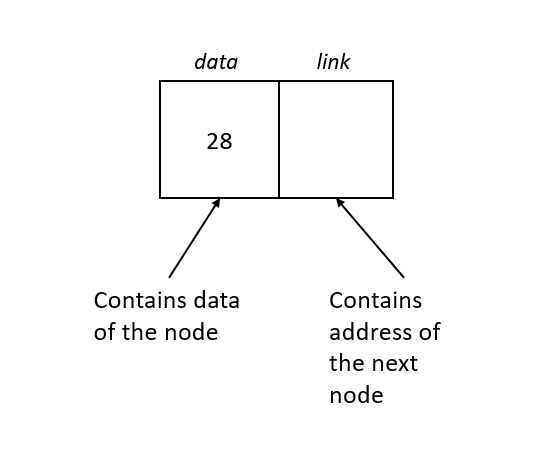 data link
28
Contains data
of the node
Contains
address of
the next
node